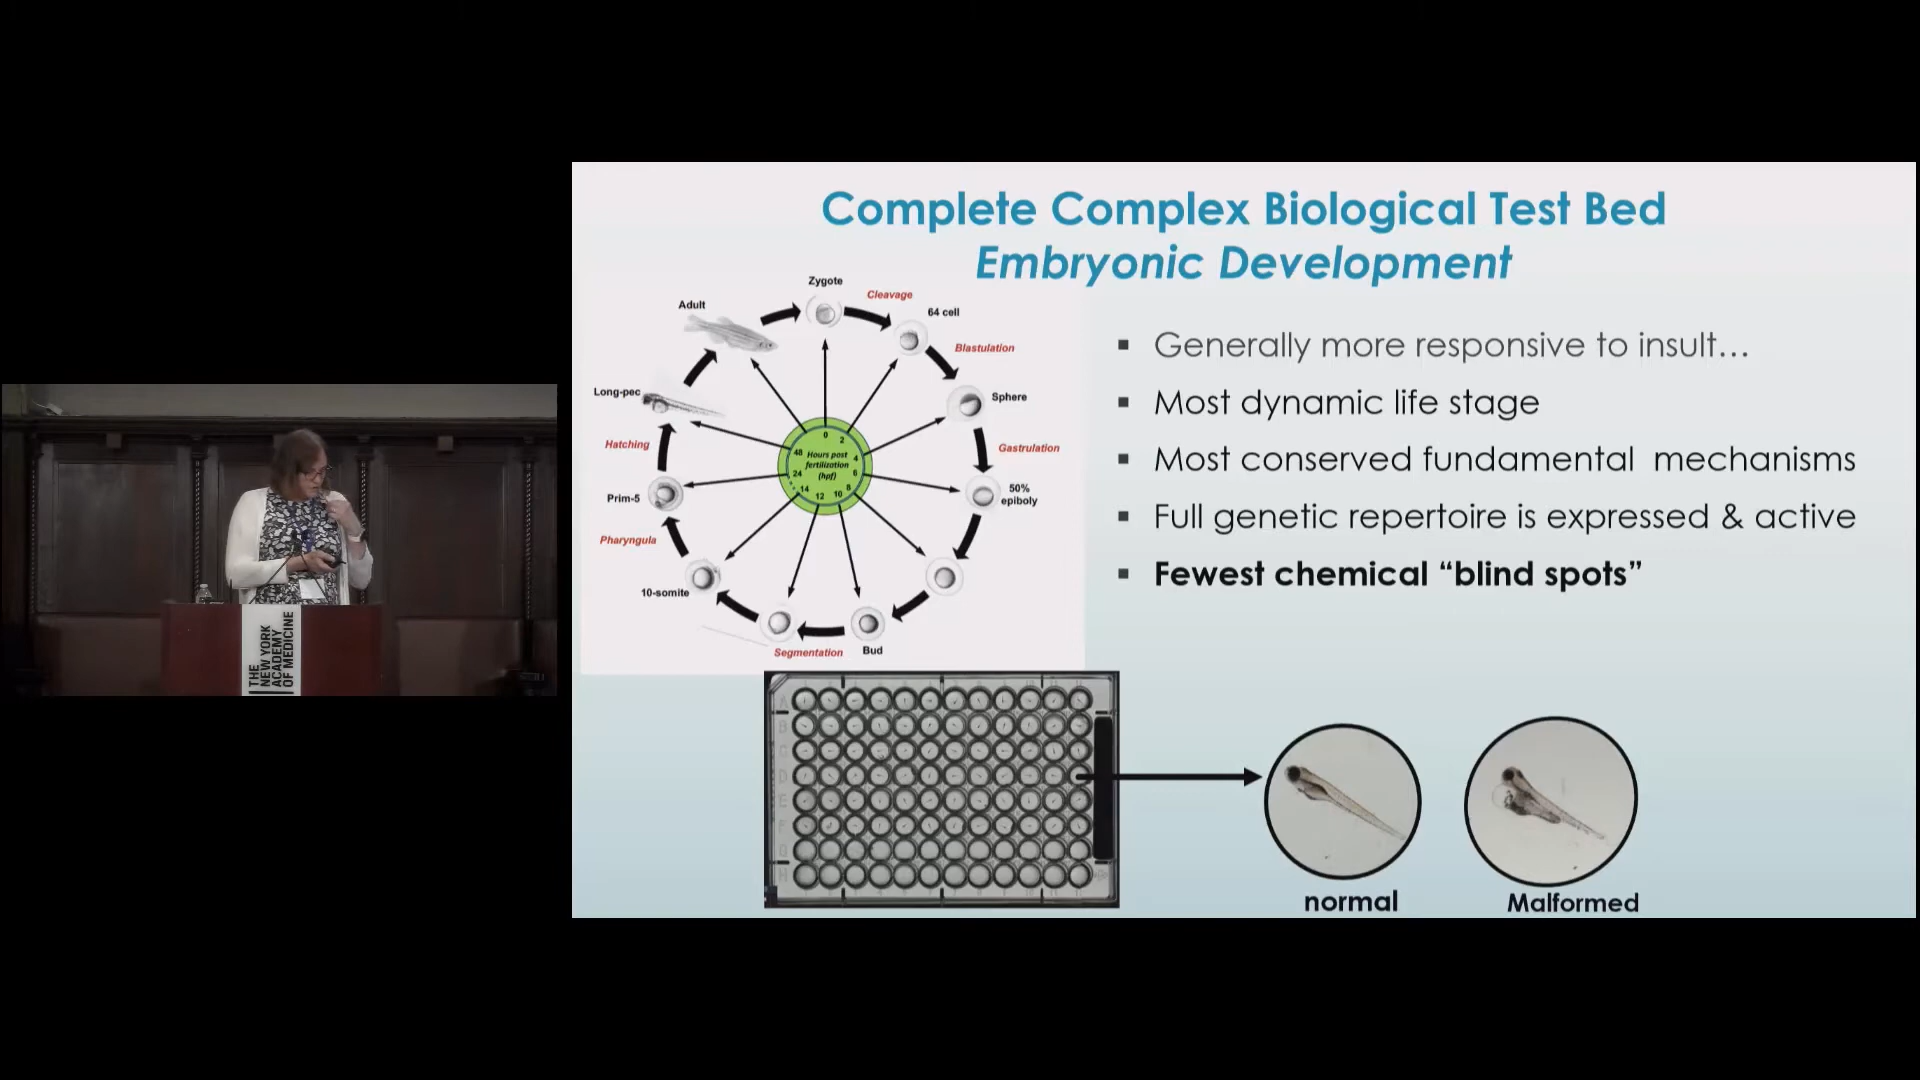 Complete Complex Biological Test Bed
Embryonic Development
Zygote
Cleavage
64 cell
Blastulation
Sphere
Gastrulation
50%
epiboly
Bud
Segmentation
10-somite
Pharyngula
Prim-5
Hatching
Long-pec
Adult
0
2
4
6
8
10
12
14
24
48
Hours post
fertilization
(hpf)
▪ Generally more responsive to insult...
▪ Most dynamic life stage
▪ Most conserved fundamental mechanisms
▪ Full genetic repertoire is expressed & active
▪ Fewest chemical “blind spots”
normal
Malformed
THE
NEW YORK
ACADEMY
OF MEDICINE